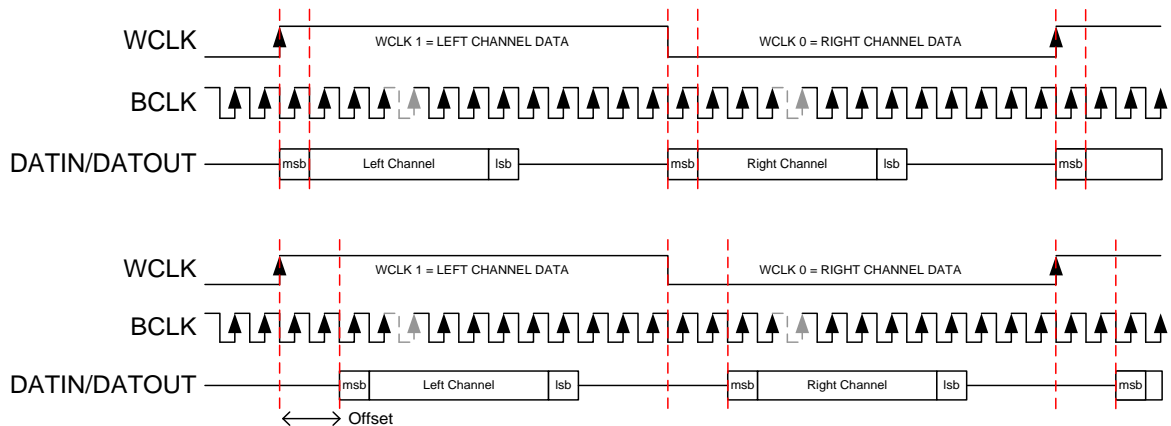 WCLK
WCLK 1 = LEFT CHANNEL DATA
WCLK 0 = RIGHT CHANNEL DATA
BCLK
DATIN/DATOUT
msb
Left Channel
lsb
msb
Right Channel
lsb
msb
WCLK
WCLK 1 = LEFT CHANNEL DATA
WCLK 0 = RIGHT CHANNEL DATA
BCLK
DATIN/DATOUT
msb
Left Channel
lsb
msb
Right Channel
lsb
msb
Offset